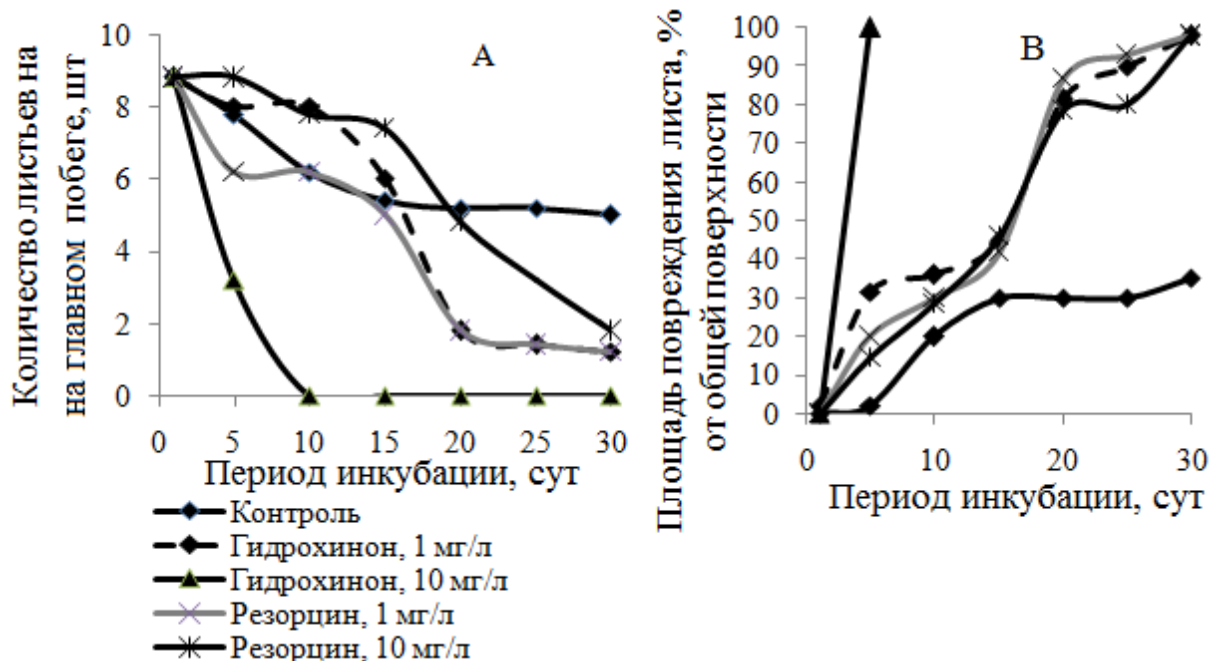 Количество листьев на
на главном побеге, шт
10
8
6
4
2
0
0 5 10 15 20 25 30
Период инкубации, сут
А
Площадь повреждения листа, %
от общей поверхности
100
90
80
70
60
50
40
30
20
10
0
0 10 20 30
Период инкубации, сут
В
Контроль
Гидрохинон, 1 мг/л
Гидрохинон, 10 мг/л
Резорцин, 1 мг/л
Резорцин, 10 мг/л